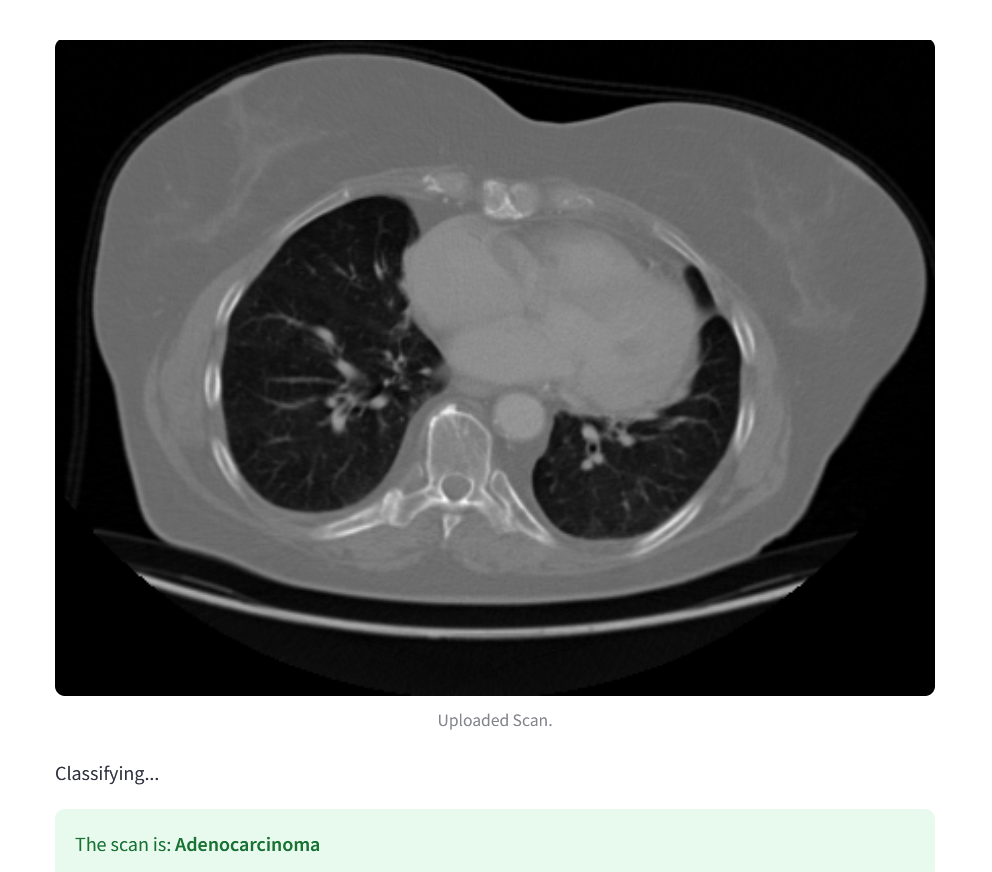 Uploaded Scan.
Classifying...
The scan is: Adenocarcinoma